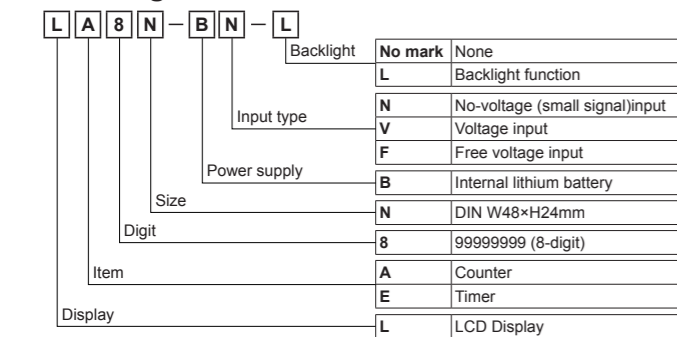 L A 8 N － B N － L
Backlight No mark None
L Backlight function
Input type N No-voltage (small signal)input
V Voltage input
F Free voltage input
Power supply B Internal lithium battery
Size N DIN W48×H24mm
Digit 8 99999999 (8-digit)
Item A Counter
E Timer
Display L LCD Display